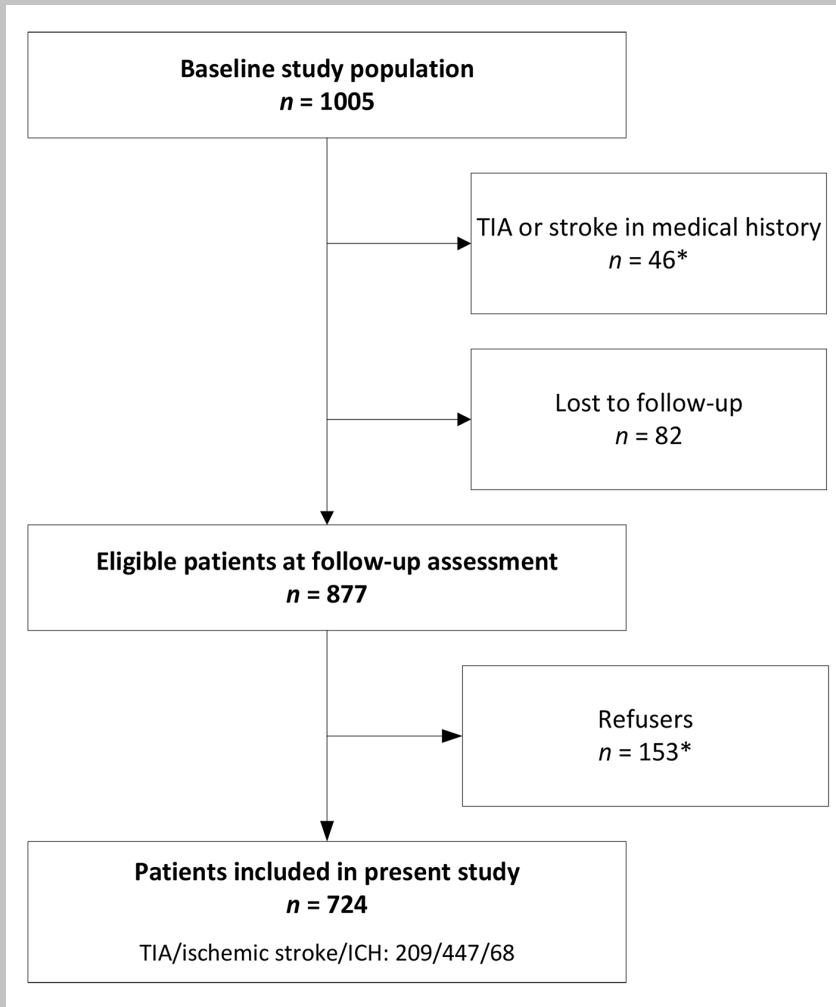 Baseline study population
n = 1005
TIA or stroke in medical history
n = 46*
Lost to follow-up
n = 82
Eligible patients at follow-up assessment
n = 877
Refusers
n = 153*
Patients included in present study
n = 724
TIA/ischemic stroke/ICH: 209/447/68